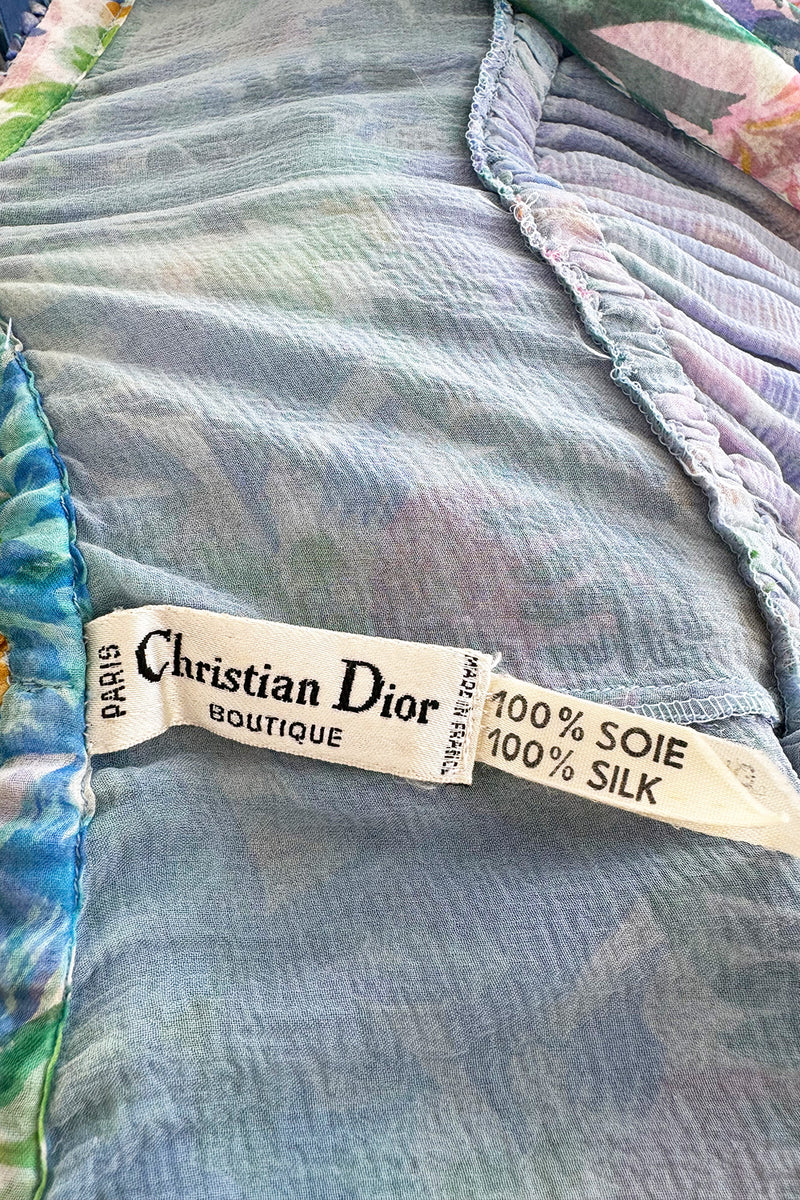 PARIS
Christian Dior
BOUTIQUE
MADE IN FRANCE
100% SOIE
100% SILK